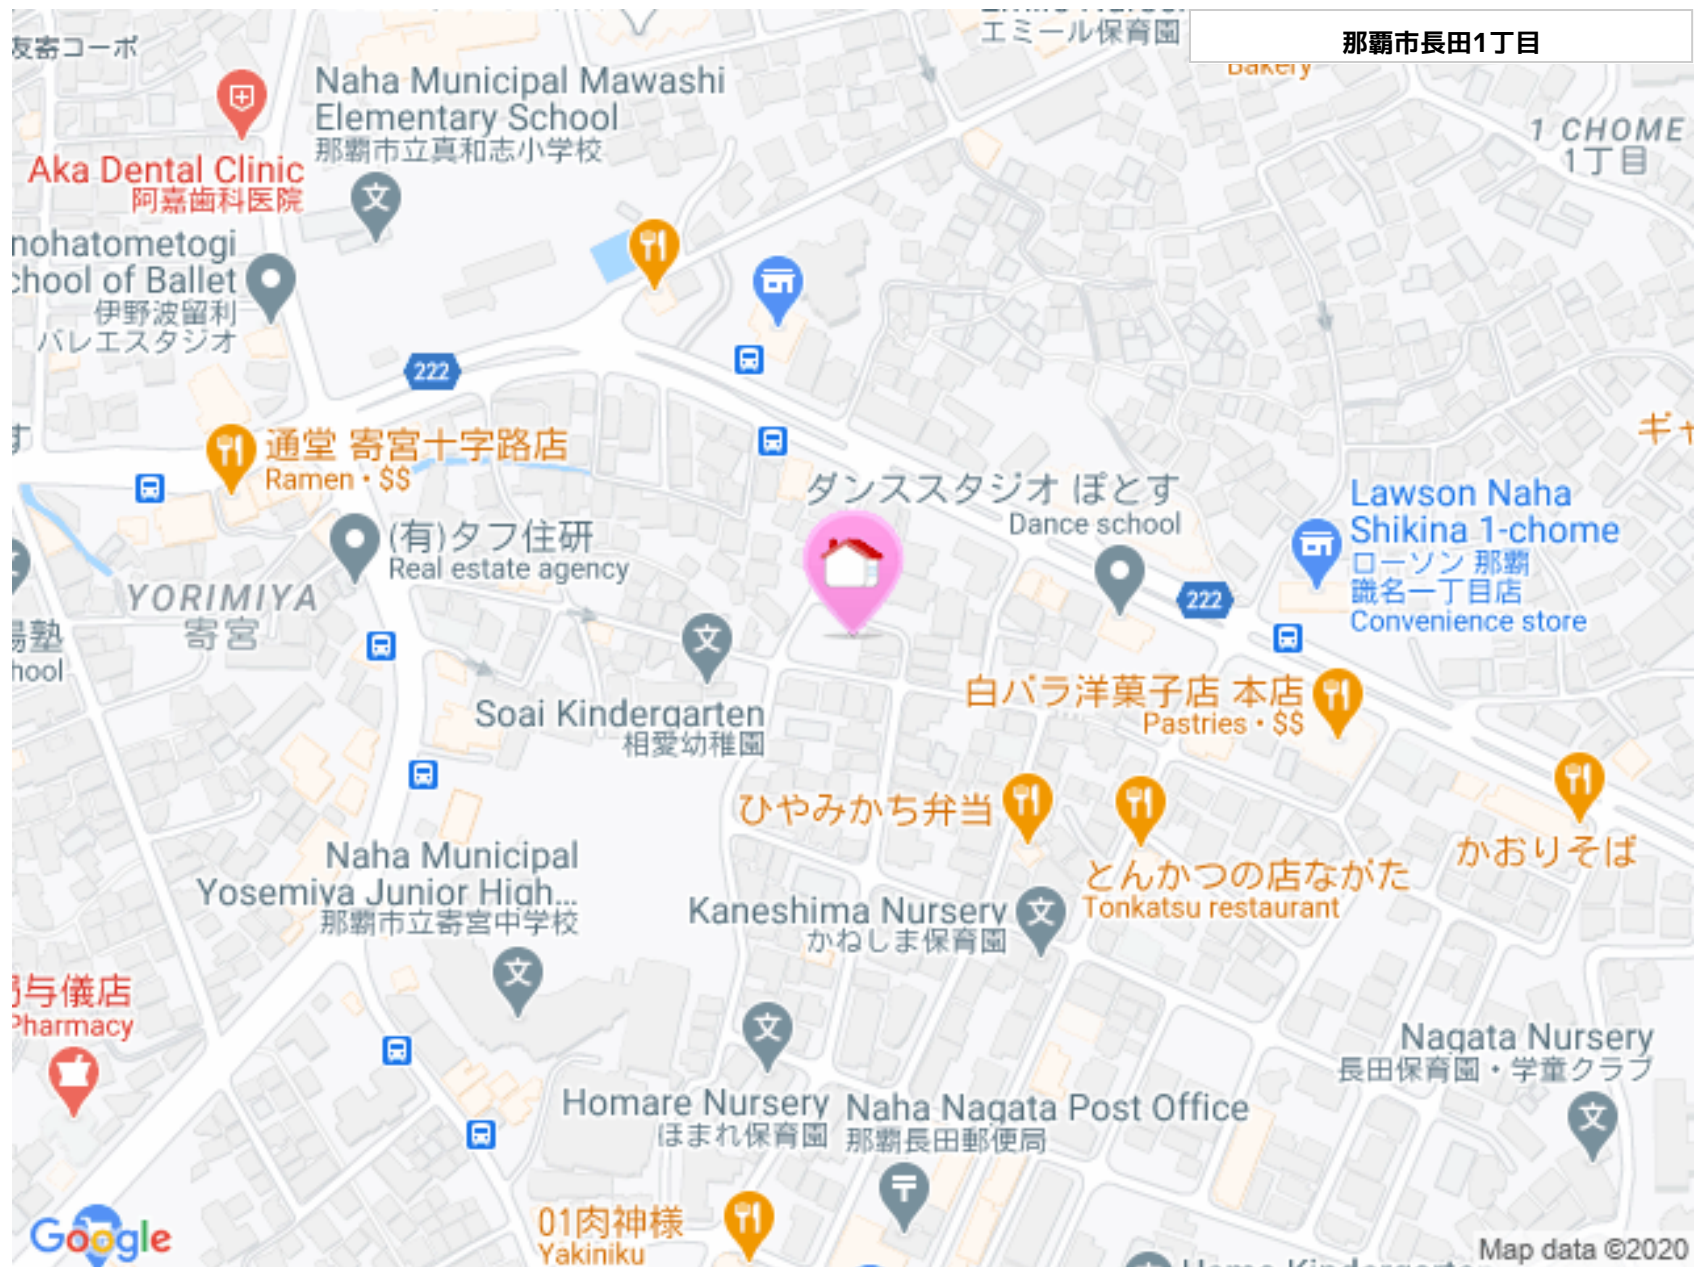 エミール保育園
那覇市長田1丁目
友寄コーポ
Bakery
Naha Municipal Mawashi
Elementary School
那覇市立真和志小学校
1 CHOME
1丁目
Aka Dental Clinic
阿嘉歯科医院
nohatometogi
chool of Ballet
伊野波留利
バレエスタジオ
222
通堂 寄宮十字路店
Ramen • $$
ギャ
す
ダンススタジオ ぽとす
Dance school
Lawson Naha
Shikina 1-chome
ローソン 那覇
識名一丁目店
Convenience store
(有)タフ住研
Real estate agency
222
YORIMIYA
寄宮
塾
hool
Soai Kindergarten
相愛幼稚園
白バラ洋菓子店 本店
Pastries • $$
ひやみかち弁当
とんかつの店ながた
Tonkatsu restaurant
かおりそば
Naha Municipal
Yosemiya Junior High...
那覇市立寄宮中学校
Kaneshima Nursery
かねしま保育園
与儀店
Pharmacy
Nagata Nursery
長田保育園・学童クラブ
Homare Nursery
ほまれ保育園
Naha Nagata Post Office
那覇長田郵便局
01肉神様
Yakiniku
Google
Map data ©2020